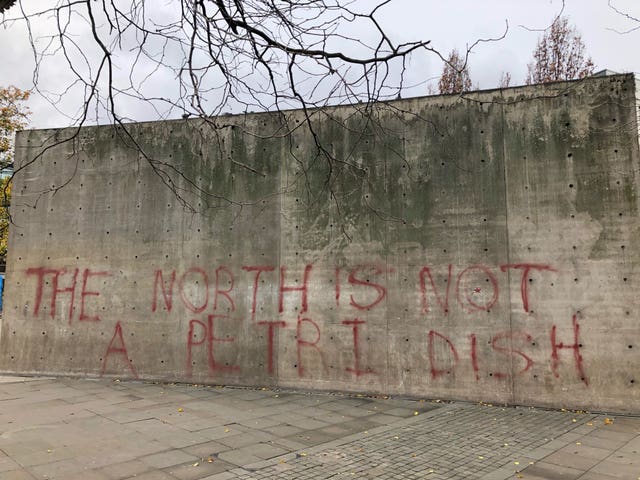 THE NORTH IS NOT
A PETRI DISH